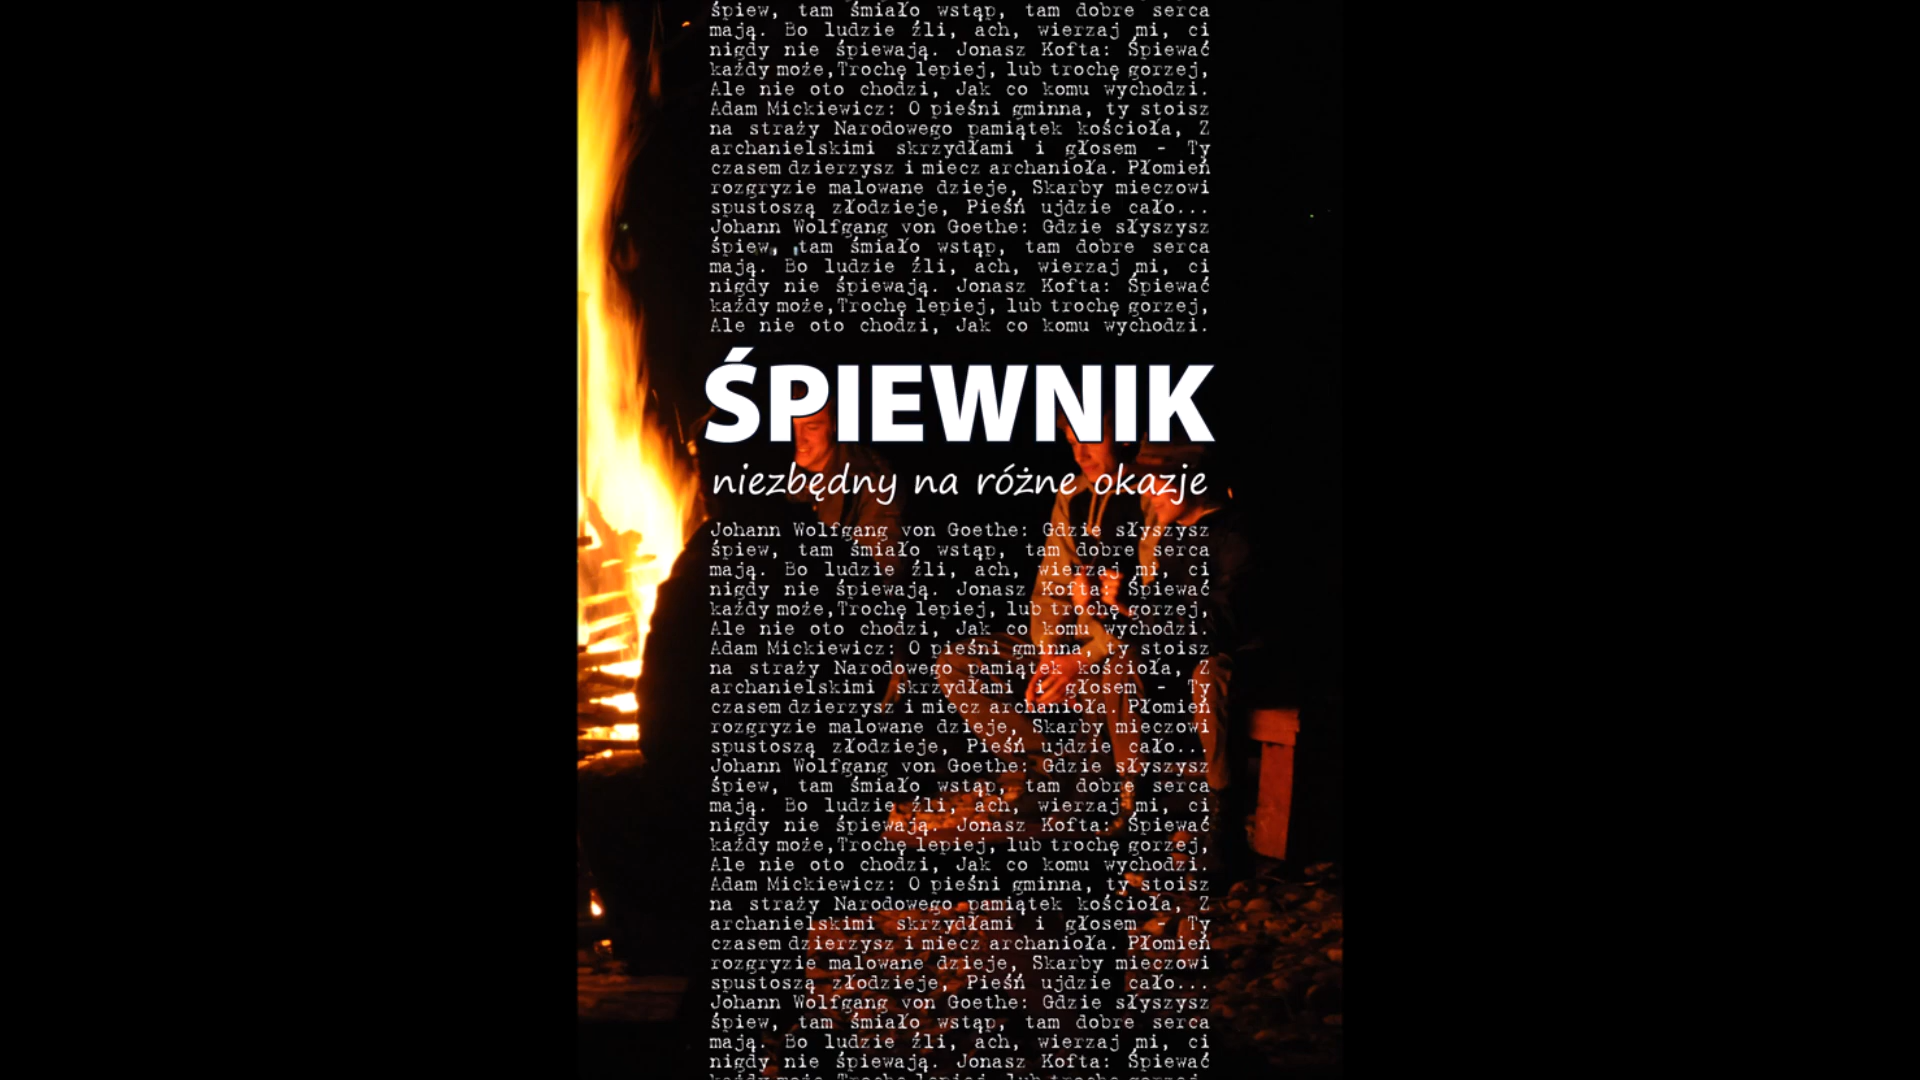 śpiew, tam śmiało wstąp, tam dobre serca
mają. Bo ludzie źli, ach, wierzaj mi, ci
nigdy nie śpiewają. Jonasz Kofta: Śpiewać
każdy może,Trochę lepiej, lub trochę gorzej,
Ale nie oto chodzi, Jak co komu wychodzi.
Adam Mickiewicz: O pieśni gminna, ty stoisz
na straży Narodowego pamiątek kościoła, Z
archanielskimi skrzydłami i głosem - Ty
czasem dzierzysz i miecz archanioła. Płomień
rozgryzie malowane dzieje, Skarby mieczowi
spustoszą złodzieje, Pieśń ujdzie cało...
Johann Wolfgang von Goethe: Gdzie słyszysz
śpiew, tam śmiało wstąp, tam dobre serca
mają. Bo ludzie źli, ach, wierzaj mi, ci
nigdy nie śpiewają. Jonasz Kofta: Śpiewać
każdy może,Trochę lepiej, lub trochę gorzej,
Ale nie oto chodzi, Jak co komu wychodzi.
ŚPIEWNIK
niezbędny na różne okazje
Johann Wolfgang von Goethe: Gdzie słyszysz
śpiew, tam śmiało wstąp, tam dobre serca
mają. Bo ludzie źli, ach, wierzaj mi, ci
nigdy nie śpiewają. Jonasz Kofta: Śpiewać
każdy może,Trochę lepiej, lub trochę gorzej,
Ale nie oto chodzi, Jak co komu wychodzi.
Adam Mickiewicz: O pieśni gminna, ty stoisz
na straży Narodowego pamiątek kościoła, Z
archanielskimi skrzydłami i głosem - Ty
czasem dzierzysz i miecz archanioła. Płomień
rozgryzie malowane dzieje, Skarby mieczowi
spustoszą złodzieje, Pieśń ujdzie cało...
Johann Wolfgang von Goethe: Gdzie słyszysz
śpiew, tam śmiało wstąp, tam dobre serca
mają. Bo ludzie źli, ach, wierzaj mi, ci
nigdy nie śpiewają. Jonasz Kofta: Śpiewać
każdy może,Trochę lepiej, lub trochę gorzej,
Ale nie oto chodzi, Jak co komu wychodzi.
Adam Mickiewicz: O pieśni gminna, ty stoisz
na straży Narodowego pamiątek kościoła, Z
archanielskimi skrzydłami i głosem - Ty
czasem dzierzysz i miecz archanioła. Płomień
rozgryzie malowane dzieje, Skarby mieczowi
spustoszą złodzieje, Pieśń ujdzie cało...
Johann Wolfgang von Goethe: Gdzie słyszysz
śpiew, tam śmiało wstąp, tam dobre serca
mają. Bo ludzie źli, ach, wierzaj mi, ci
nigdy nie śpiewają. Jonasz Kofta: Śpiewać